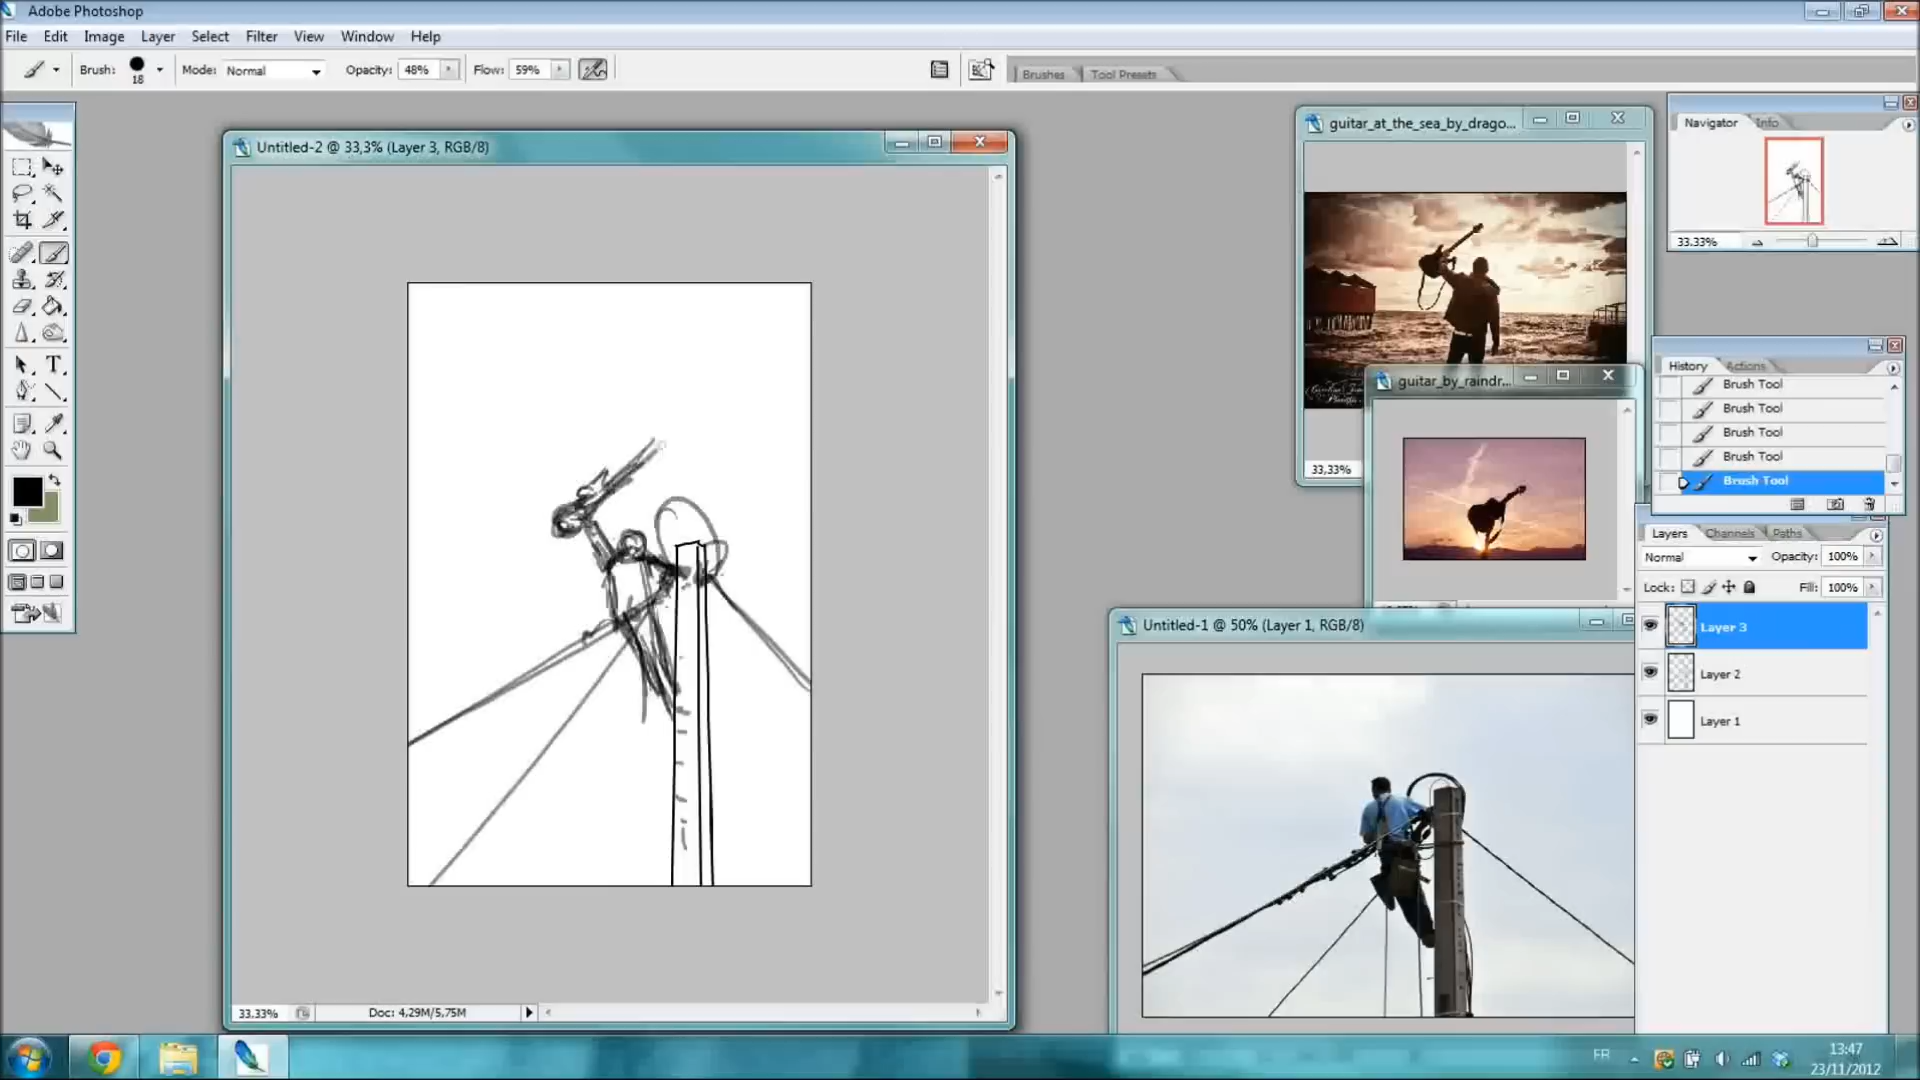 Adobe Photoshop
File Edit Image Layer Select Filter View Window Help
Brush: 18 Mode: Normal Opacity: 48% Flow: 59% Brushes Tool Presets
Untitled-2 @ 33,3% (Layer 3, RGB/8)
33.33% Doc: 4,29M/5,75M
guitar_at_the_sea_by_drago...
33,33%
guitar_by_raindr...
Untitled-1 @ 50% (Layer 1, RGB/8)
Navigator Info
33.33%
History Actions
Brush Tool
Brush Tool
Brush Tool
Brush Tool
Brush Tool
Layers Channels Paths
Normal Opacity: 100%
Lock: Fill: 100%
Layer 3
Layer 2
Layer 1
FR
13:47
23/11/2012